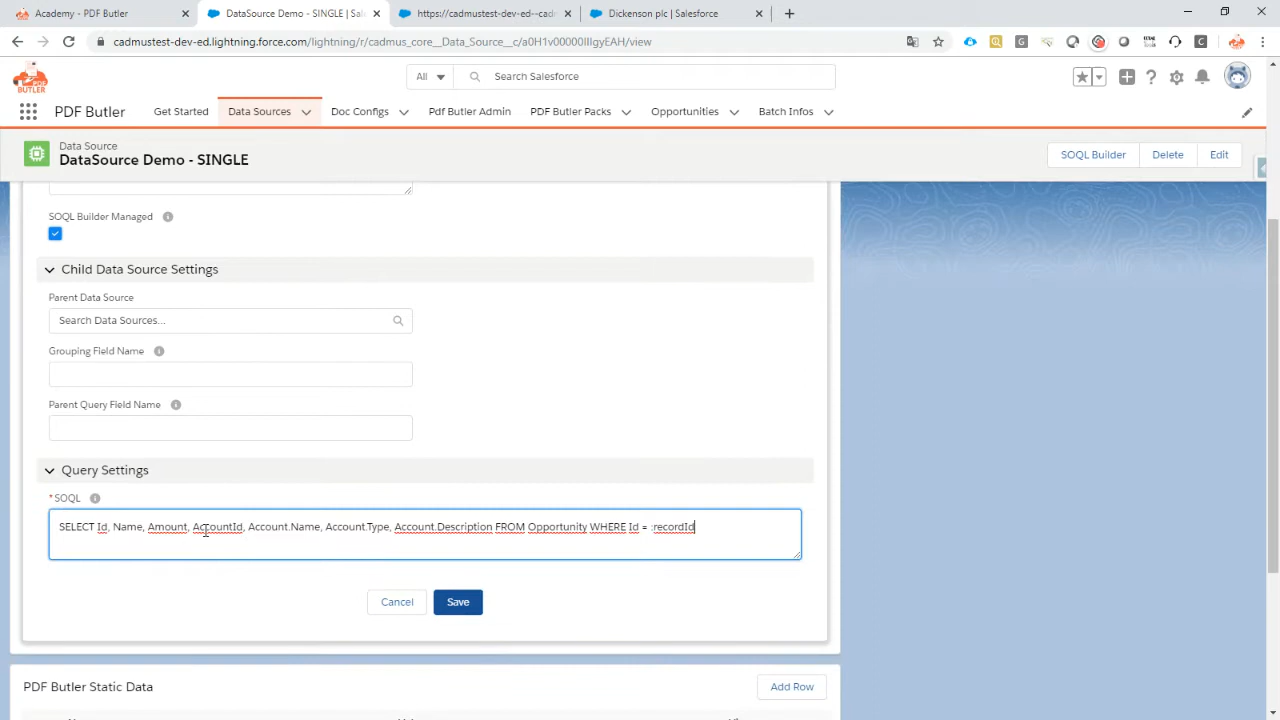 Academy - PDF Butler
DataSource Demo - SINGLE | Sal
https://cadmustest-dev-ed--cadm
Dickenson plc | Salesforce
cadmustest-dev-ed.lightning.force.com/lightning/r/cadmus_core__Data_Source__c/a0H1v00000IIIgyEAH/view
PDF BUTLER
All
Search Salesforce
PDF Butler
Get Started
Data Sources
Doc Configs
Pdf Butler Admin
PDF Butler Packs
Opportunities
Batch Infos
Data Source
DataSource Demo - SINGLE
SOQL Builder
Delete
Edit
SOQL Builder Managed
Child Data Source Settings
Parent Data Source
Search Data Sources...
Grouping Field Name
Parent Query Field Name
Query Settings
* SOQL
SELECT Id, Name, Amount, AccountId, Account.Name, Account.Type, Account.Description FROM Opportunity WHERE Id = :recordId
Cancel
Save
PDF Butler Static Data
Add Row